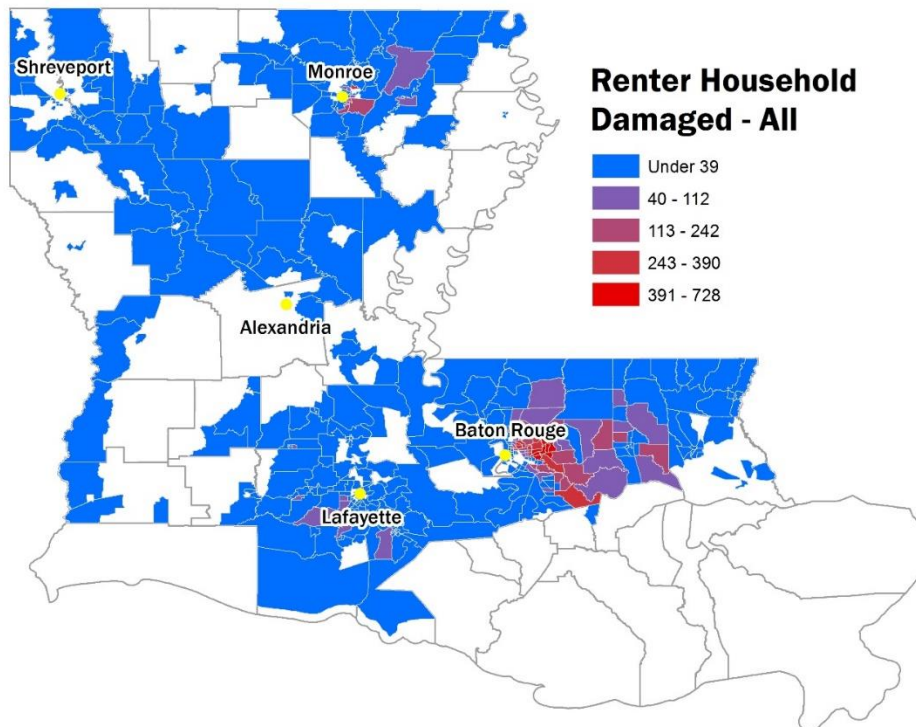 Shreveport
Monroe
Renter Household
Damaged - All
Under 39
40 - 112
113 - 242
243 - 390
391 - 728
Alexandria
Baton Rouge
Lafayette